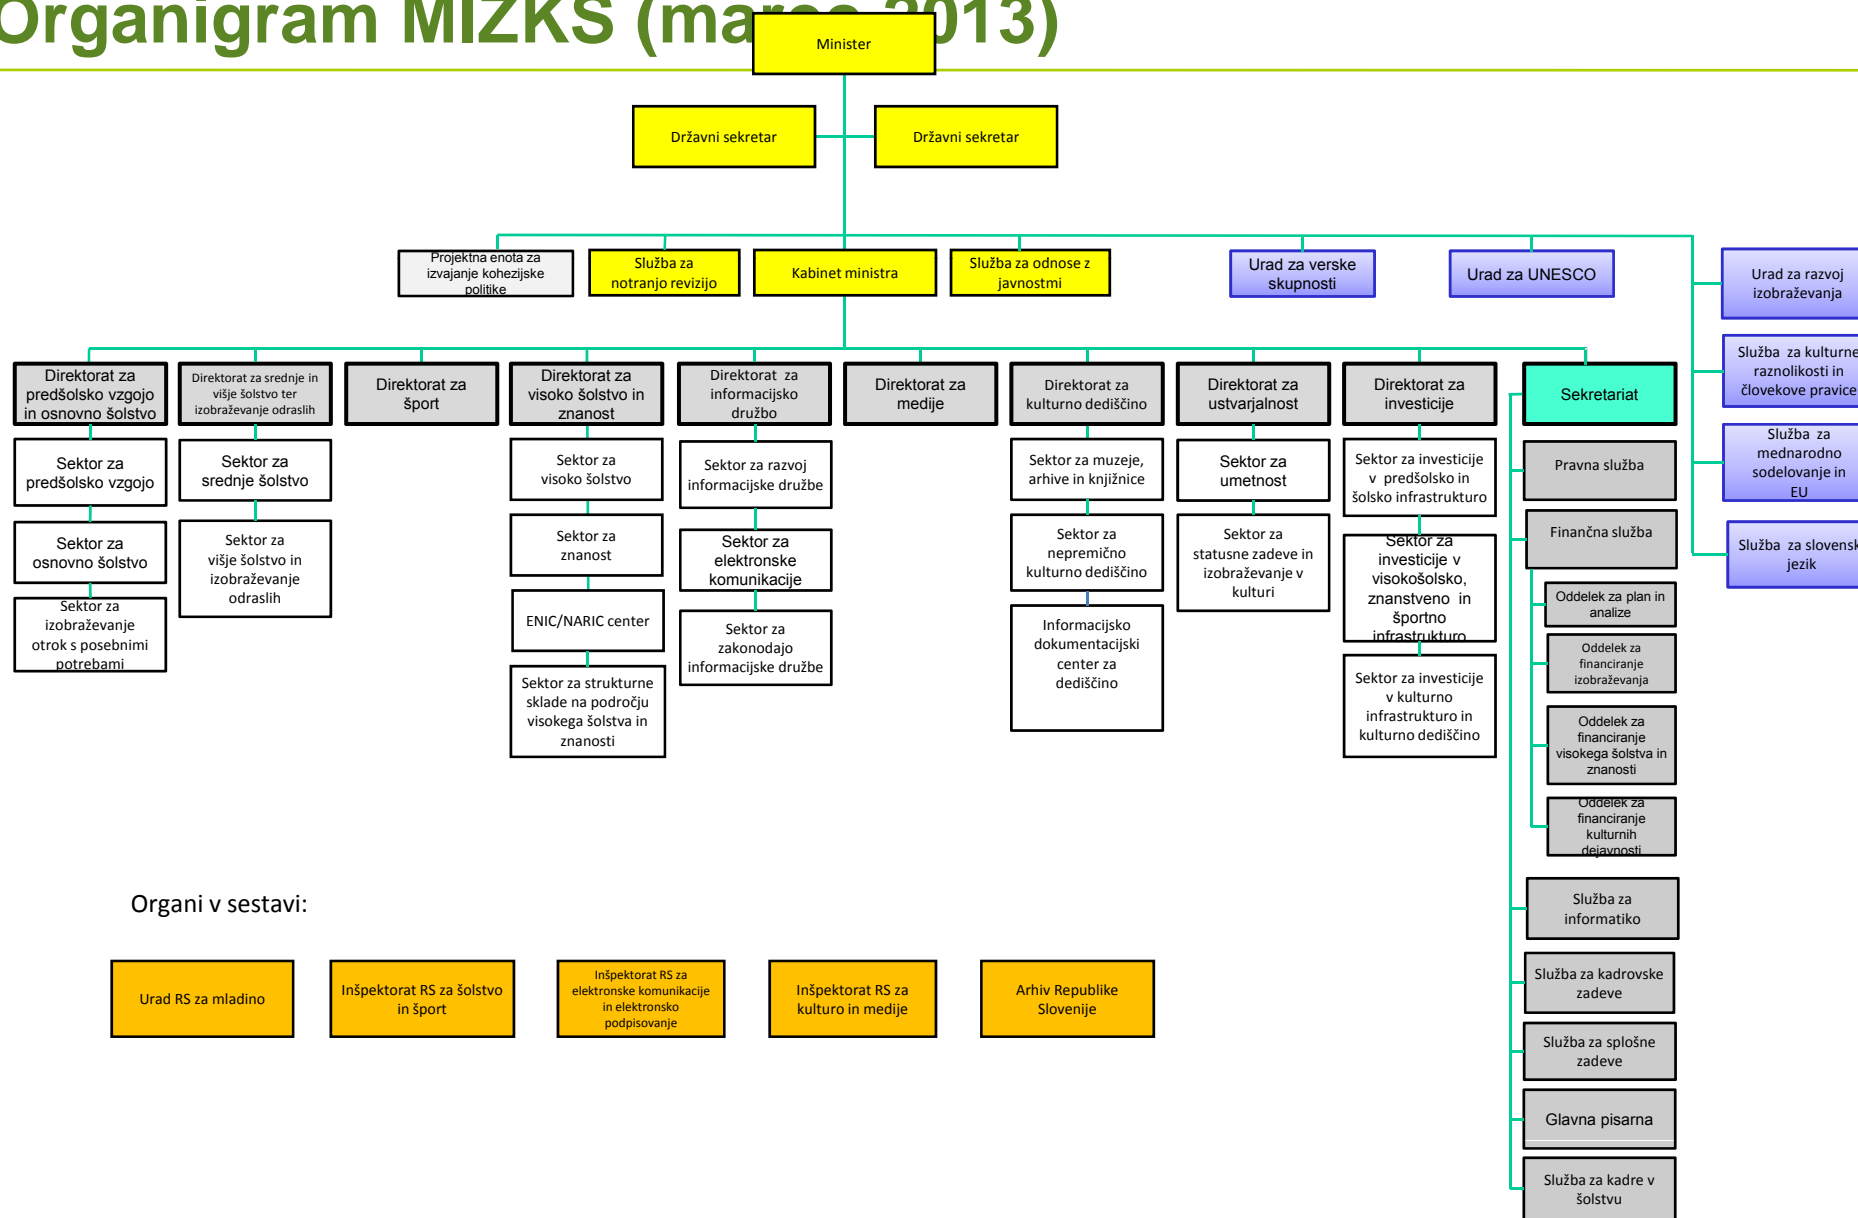 Organigram MIZKŠ (marec 2013)
Minister
Državni sekretar
Državni sekretar
Projektna enota za
izvajanje kohezijske
politike
Služba za
notranjo revizijo
Kabinet ministra
Služba za odnose z
javnostmi
Urad za verske
skupnosti
Urad za UNESCO
Urad za razvoj
izobraževanja
Služba za kulturne
raznolikosti in
človekove pravice
Služba za
mednarodno
sodelovanje in
EU
Služba za slovensk
jezik
Direktorat za
predšolsko vzgojo
in osnovno šolstvo
Sektor za
predšolsko vzgojo
Sektor za
osnovno šolstvo
Sektor za
izobraževanje
otrok s posebnimi
potrebami
Direktorat za srednje in
višje šolstvo ter
izobraževanje odraslih
Sektor za
srednje šolstvo
Sektor za
višje šolstvo in
izobraževanje
odraslih
Direktorat za
šport
Direktorat za
visoko šolstvo in
znanost
Sektor za
visoko šolstvo
Sektor za
znanost
ENIC/NARIC center
Sektor za strukturne
sklade na področju
visokega šolstva in
znanosti
Direktorat za
informacijsko
družbo
Sektor za razvoj
informacijske družbe
Sektor za
elektronske
komunikacije
Sektor za
zakonodajo
informacijske družbe
Direktorat za
medije
Direktorat za
kulturno dediščino
Sektor za muzeje,
arhive in knjižnice
Sektor za
nepremično
kulturno dediščino
Informacijsko
dokumentacijski
center za
dediščino
Direktorat za
ustvarjalnost
Sektor za
umetnost
Sektor za
statusne zadeve in
izobraževanje v
kulturi
Direktorat za
investicije
Sektor za investicije
v predšolsko in
šolsko infrastrukturo
Sektor za
investicije v
visokošolsko,
znanstveno in
športno
infrastrukturo
Sektor za investicije
v kulturno
infrastrukturo in
kulturno dediščino
Sekretariat
Pravna služba
Finančna služba
Oddelek za plan in
analize
Oddelek za
financiranje
izobraževanja
Oddelek za
financiranje
visokega šolstva in
znanosti
Oddelek za
financiranje
kulturnih
dejavnosti
Služba za
informatiko
Služba za kadrovske
zadeve
Služba za splošne
zadeve
Glavna pisarna
Služba za kadre v
šolstvu
Organi v sestavi:
Urad RS za mladino
Inšpektorat RS za šolstvo
in šport
Inšpektorat RS za
elektronske komunikacije
in elektronsko
podpisovanje
Inšpektorat RS za
kulturo in medije
Arhiv Republike
Slovenije